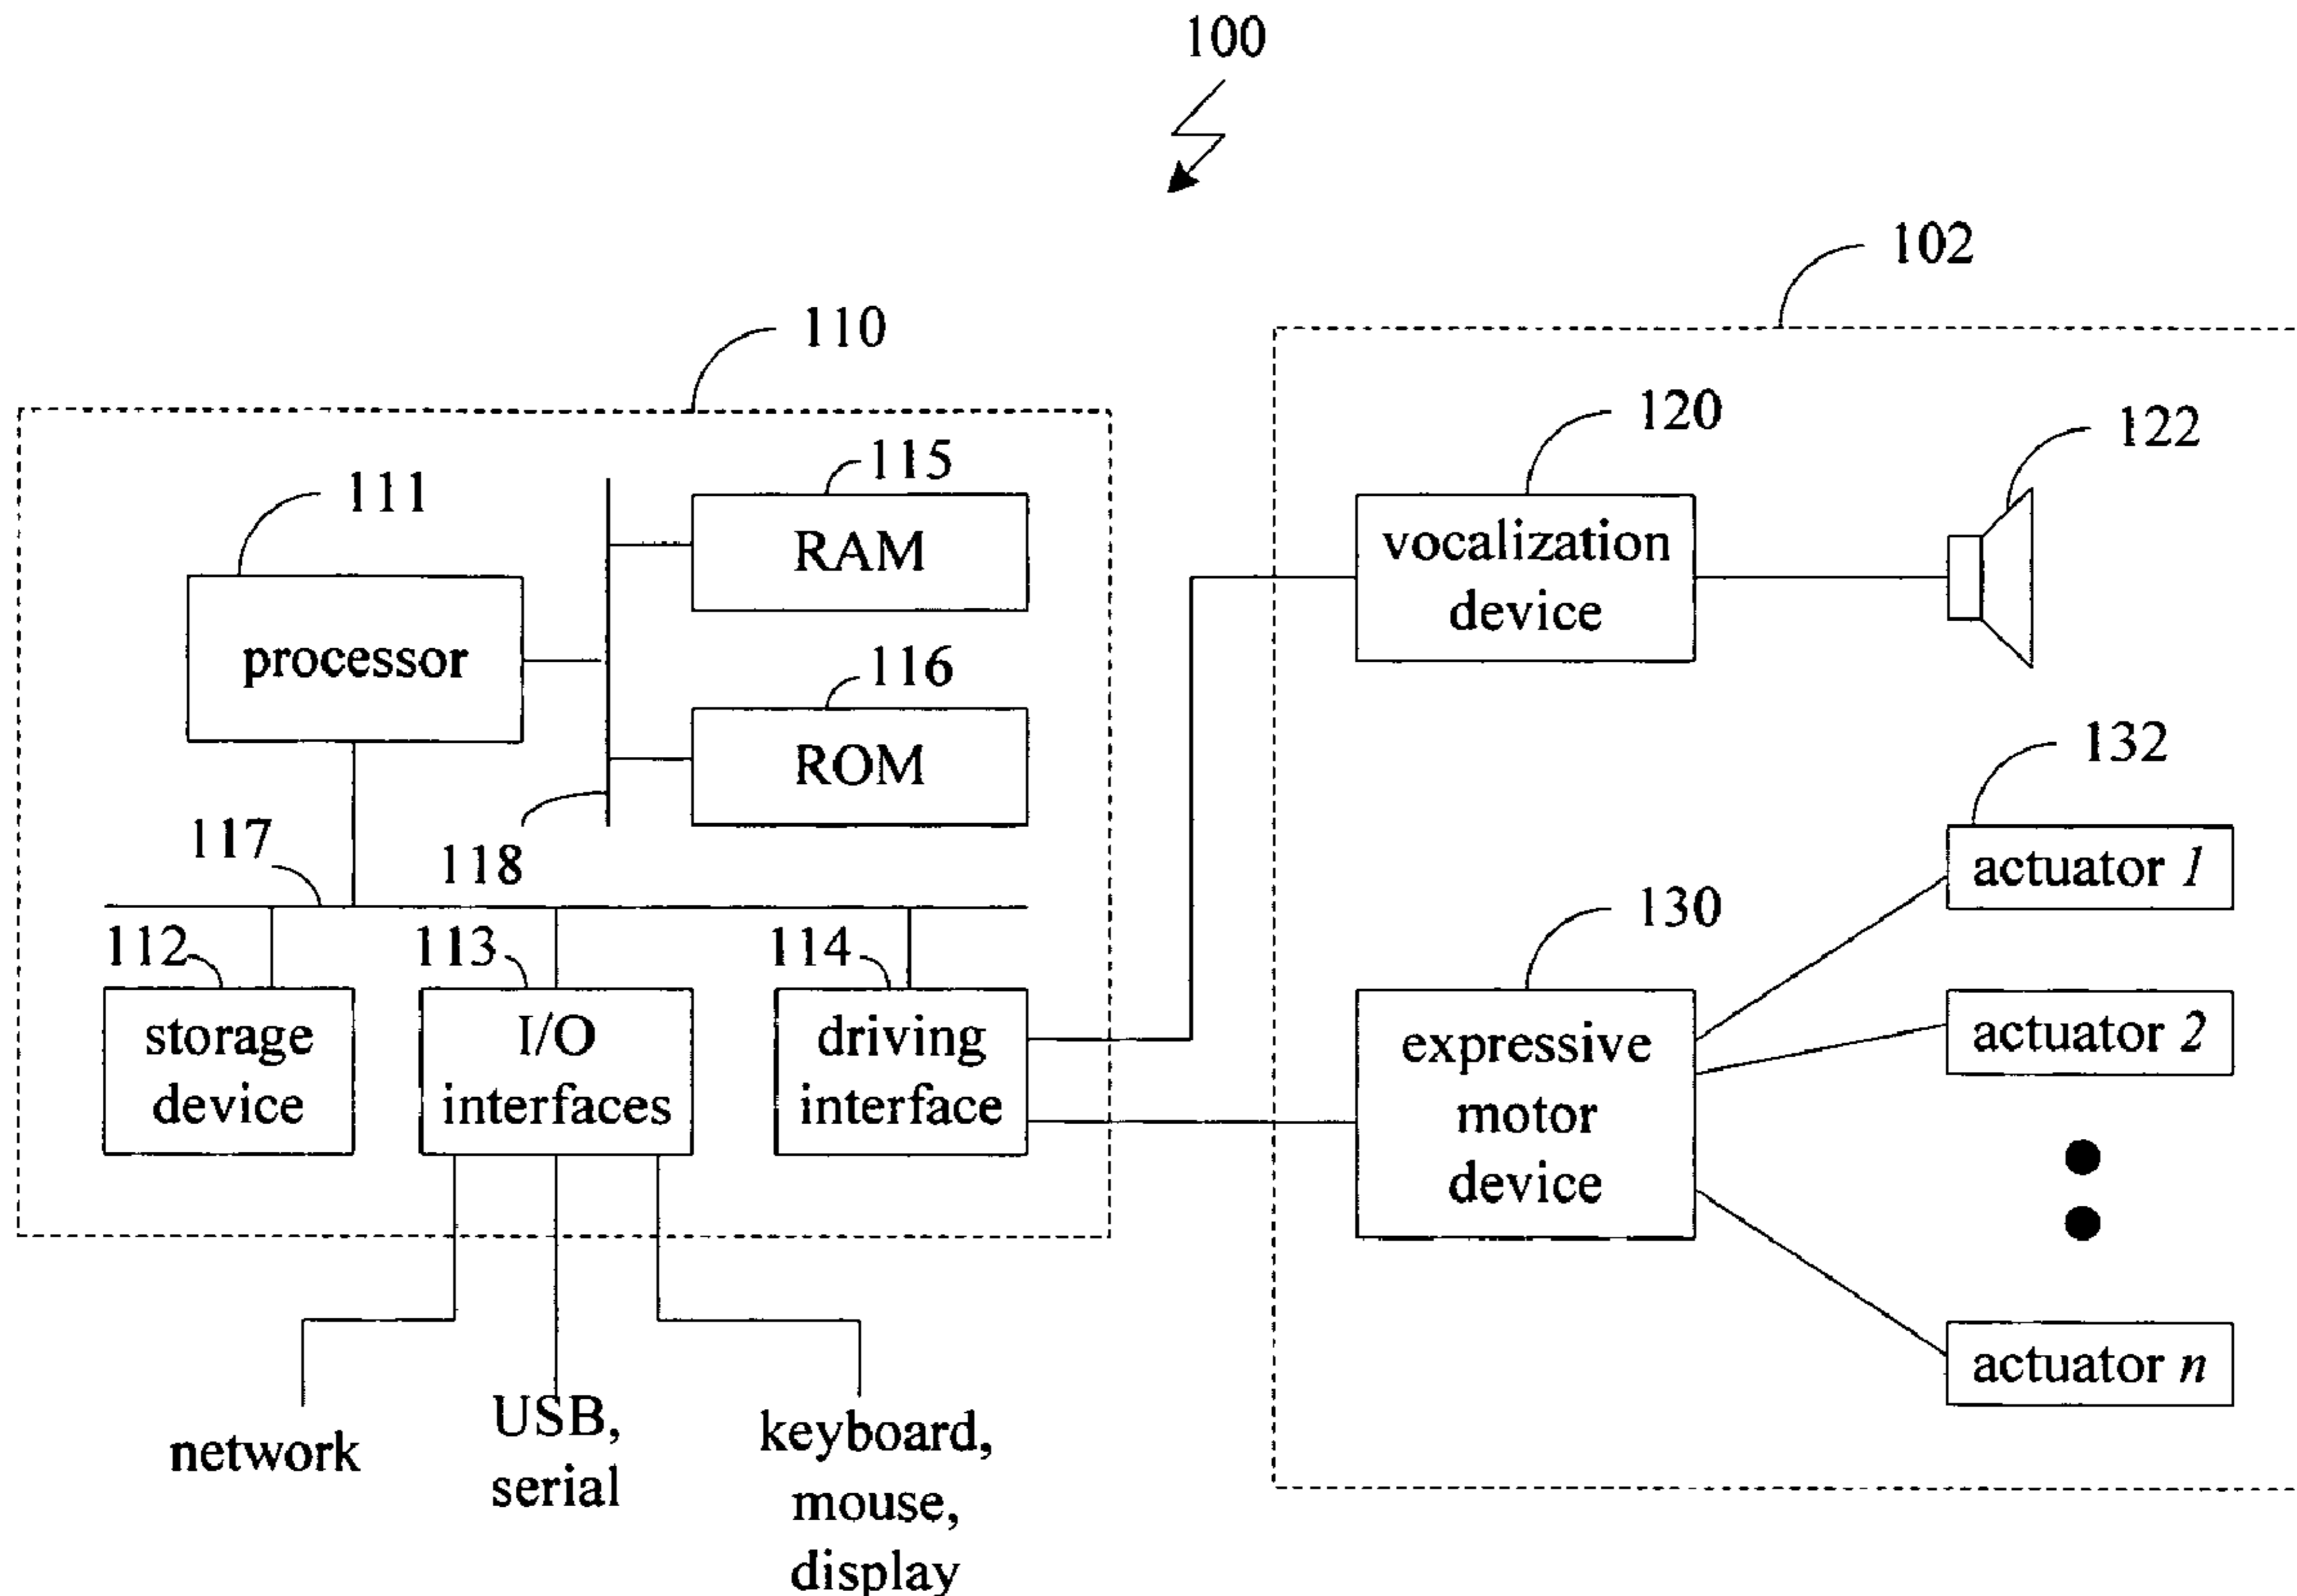 100
102
110
120
122
115
111
RAM
vocalization
device
processor
116
ROM
132
117
118
actuator 1
130
112
113
114
storage
device
I/O
interfaces
driving
interface
expressive
motor
device
actuator 2
actuator n
network
USB,
serial
keyboard,
mouse,
display